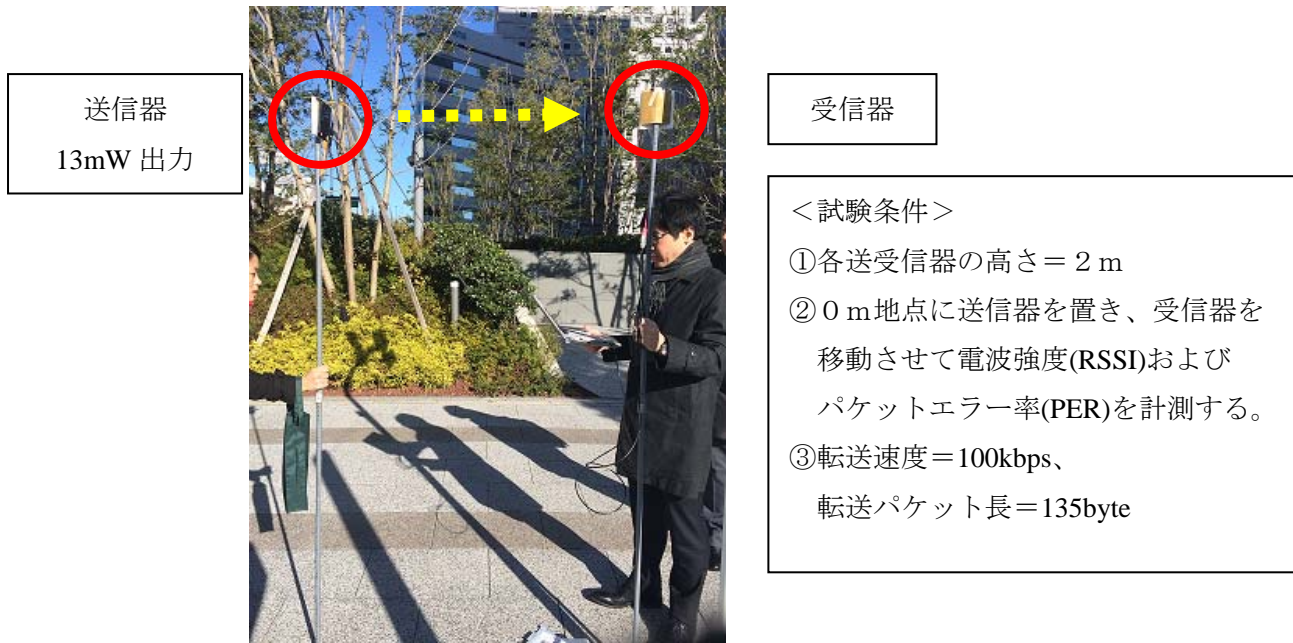 送信器
13mW 出力
受信器
＜試験条件＞
①各送受信器の高さ＝２ｍ
②０ｍ地点に送信器を置き、受信器を
移動させて電波強度(RSSI)および
パケットエラー率(PER)を計測する。
③転送速度＝100kbps、
転送パケット長＝135byte